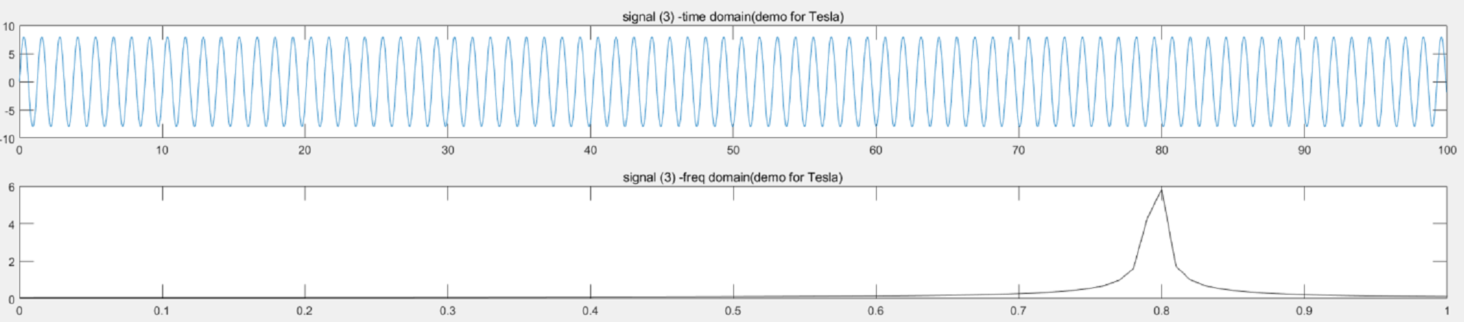 signal (3) -time domain(demo for Tesla)
10
5
0
-5
-10
0 10 20 30 40 50 60 70 80 90 100
signal (3) -freq domain(demo for Tesla)
6
4
2
0
0 0.1 0.2 0.3 0.4 0.5 0.6 0.7 0.8 0.9 1